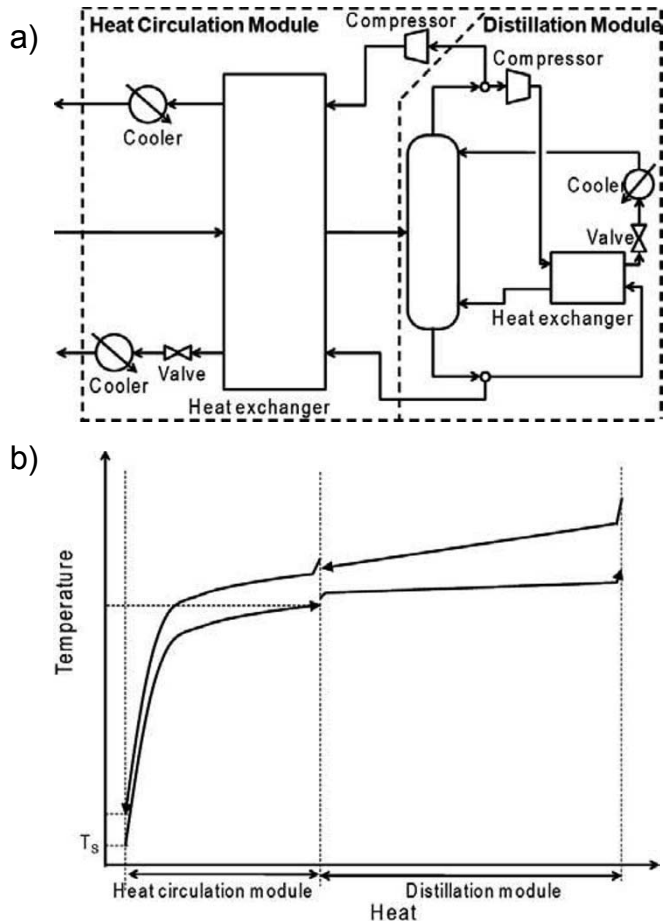 a)
Heat Circulation Module
Compressor
Distillation Module
Compressor
Cooler
Cooler
Valve
Heat exchanger
Cooler
Valve
Heat exchanger
b)
Temperature
Ts
Heat circulation module
Distillation module
Heat